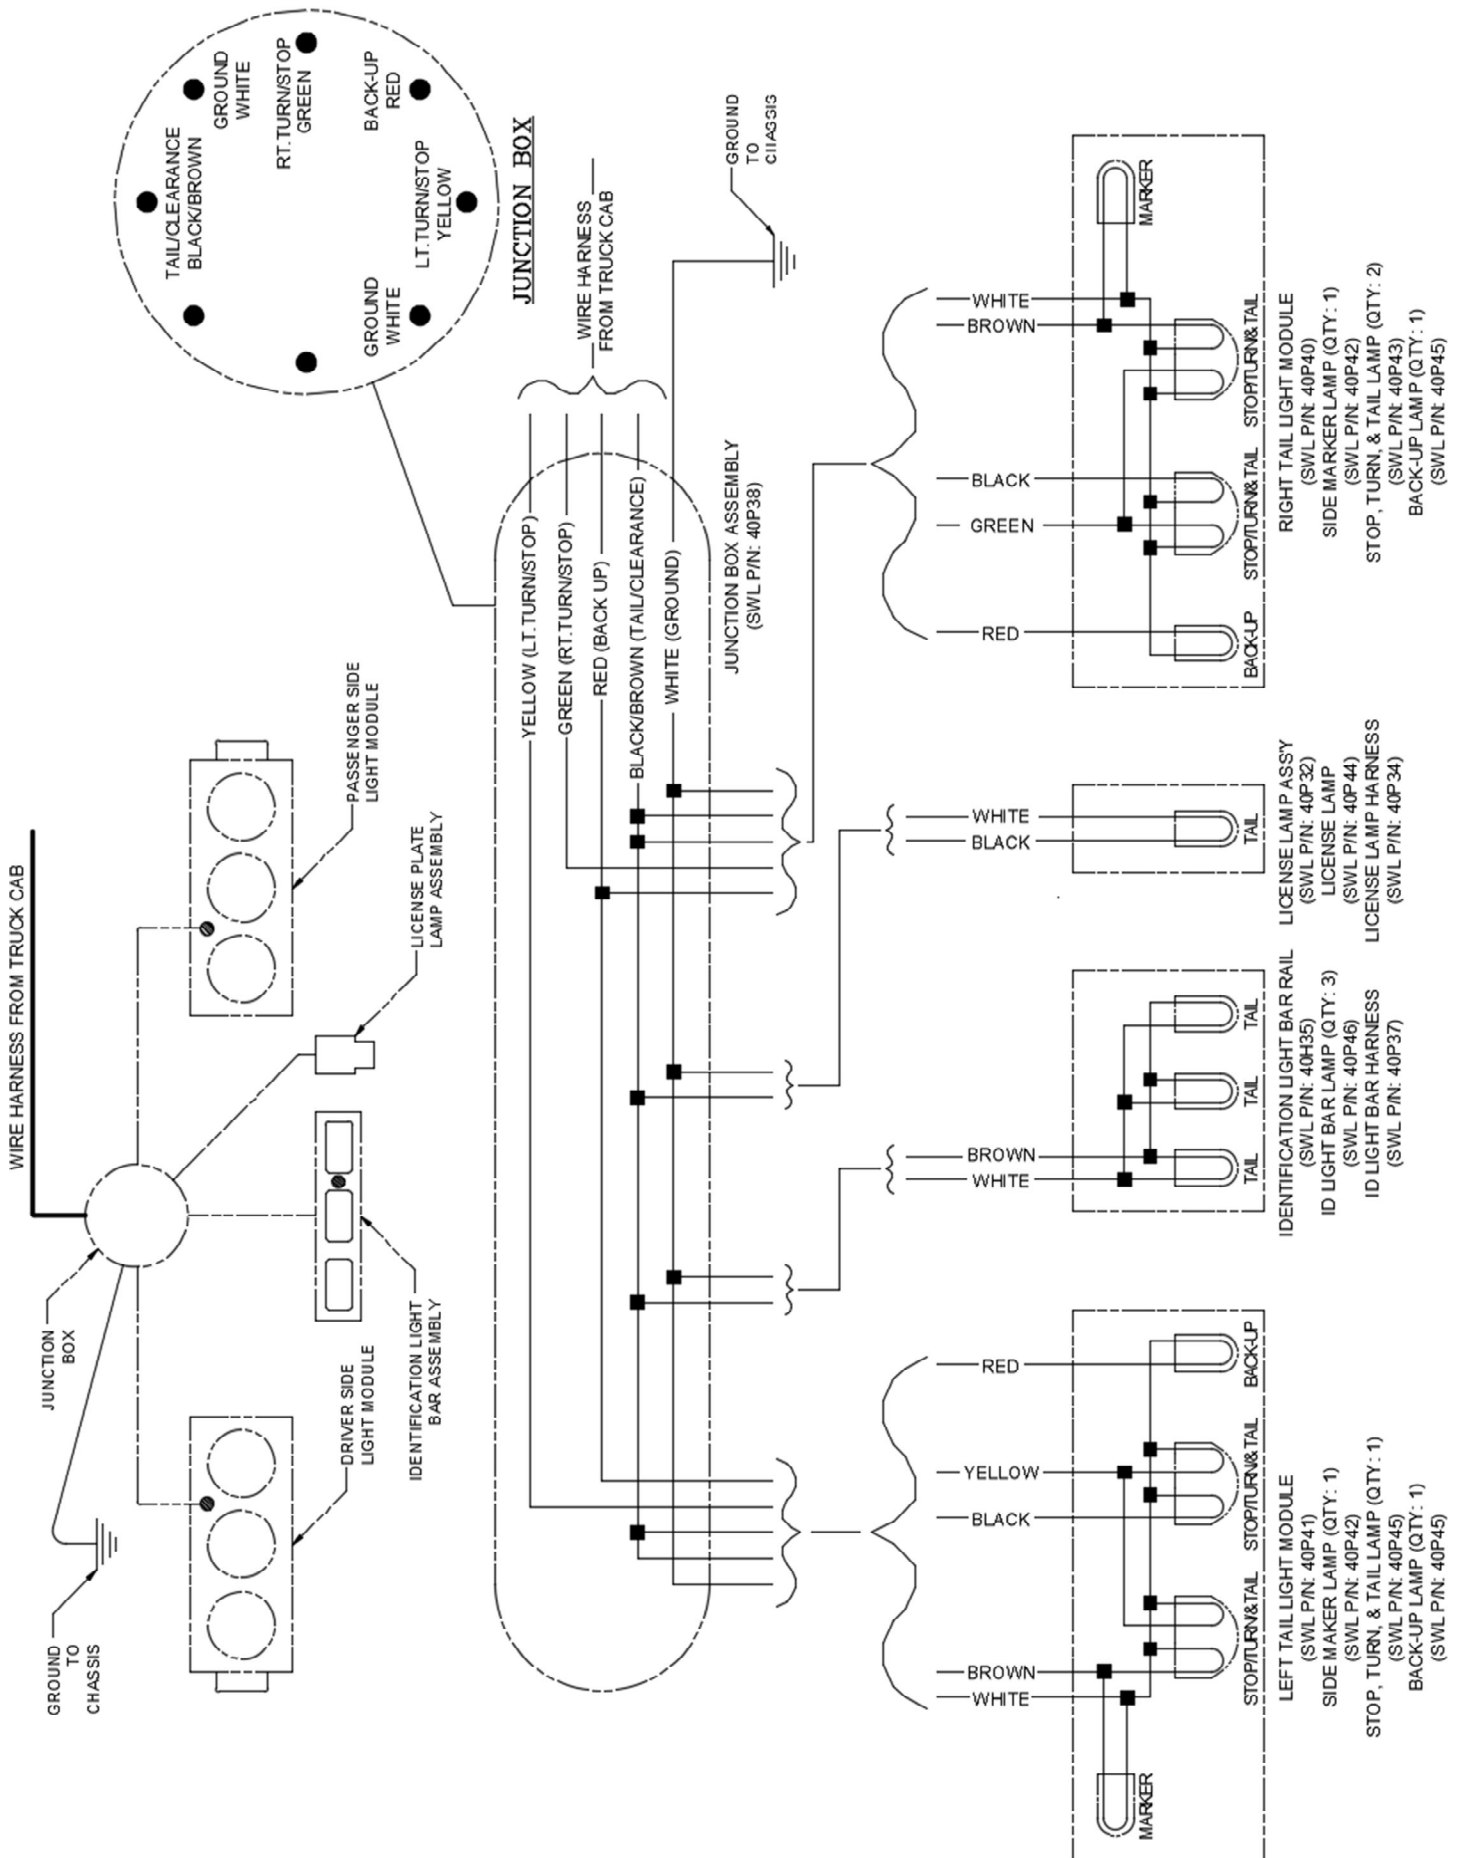 WIRE HARNESS FROM TRUCK CAB
JUNCTION
BOX
GROUND
TO
CHASSIS
DRIVER SIDE
LIGHT MODULE
IDENTIFICATION LIGHT
BAR ASSEMBLY
LICENSE PLATE
LAMP ASSEMBLY
PASSENGER SIDE
LIGHT MODULE
TAIL/CLEARANCE
BLACK/BROWN
GROUND
WHITE
RT.TURN/STOP
GREEN
BACK-UP
RED
LT.TURN/STOP
YELLOW
GROUND
WHITE
JUNCTION BOX
YELLOW (LT.TURN/STOP)
GREEN (RT.TURN/STOP)
RED (BACK UP)
BLACK/BROWN (TAIL/CLEARANCE)
WHITE (GROUND)
WIRE HARNESS
FROM TRUCK CAB
JUNCTION BOX ASSEMBLY
(SWL P/N: 40P38)
GROUND
TO
CHASSIS
WHITE
BROWN
BLACK
YELLOW
RED
MARKER
STOP/TURN&TAIL
STOP/TURN&TAIL
BACK-UP
LEFT TAIL LIGHT MODULE
(SWL P/N: 40P41)
SIDE MAKER LAMP (QTY: 1)
(SWL P/N: 40P42)
STOP, TURN, & TAIL LAMP (QTY: 1)
(SWL P/N: 40P45)
BACK-UP LAMP (QTY: 1)
(SWL P/N: 40P45)
WHITE
BROWN
TAIL
TAIL
TAIL
IDENTIFICATION LIGHT BAR RAIL
(SWL P/N: 40H35)
ID LIGHT BAR LAMP (QTY: 3)
(SWL P/N: 40P46)
ID LIGHT BAR HARNESS
(SWL P/N: 40P37)
BLACK
WHITE
TAIL
LICENSE LAMP ASS'Y
(SWL P/N: 40P32)
LICENSE LAMP
(SWL P/N: 40P44)
LICENSE LAMP HARNESS
(SWL P/N: 40P34)
RED
GREEN
BLACK
BROWN
WHITE
BACK-UP
STOP/TURN&TAIL
STOP/TURN&TAIL
MARKER
RIGHT TAIL LIGHT MODULE
(SWL P/N: 40P40)
SIDE MARKER LAMP (QTY: 1)
(SWL P/N: 40P42)
STOP, TURN, & TAIL LAMP (QTY: 2)
(SWL P/N: 40P43)
BACK-UP LAMP (QTY: 1)
(SWL P/N: 40P45)